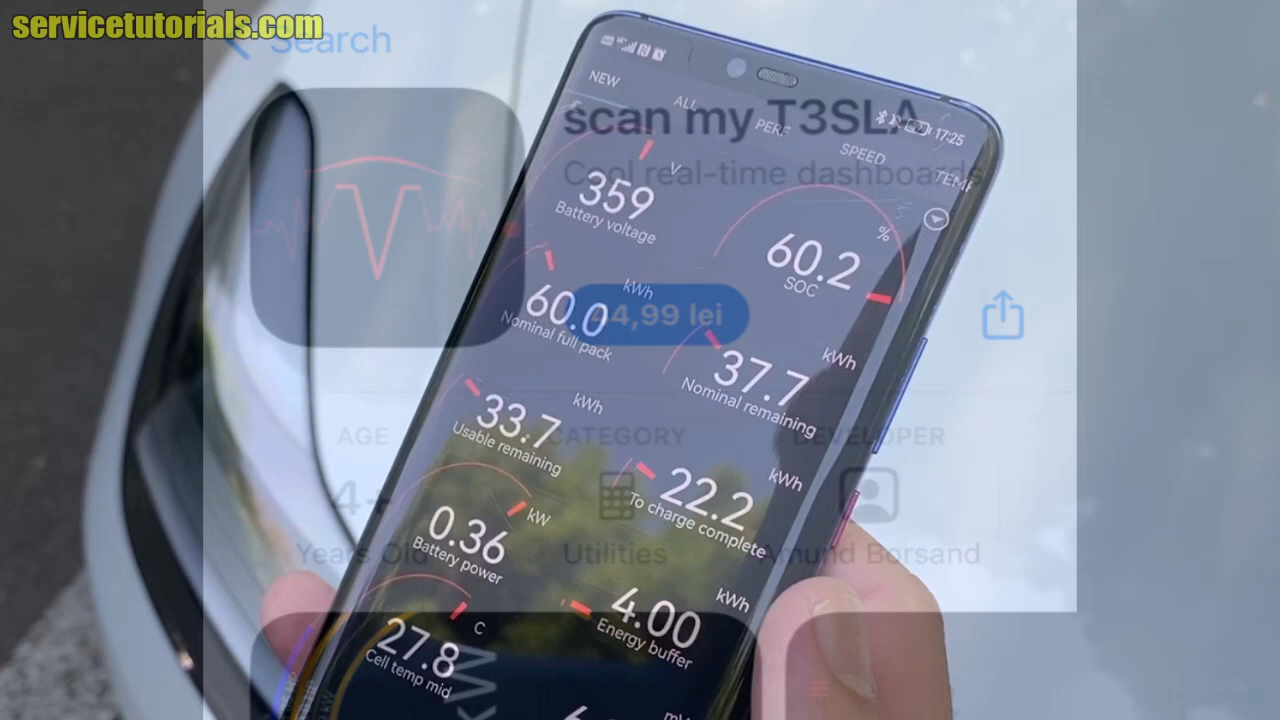 servicetutorials.com
Search
scan my T3SLA
Cool real-time dashboards
44,99 lei
AGE
CATEGORY
DEVELOPER
4+
Years Old
Utilities
Amund Borsand
17:25
NEW
ALL
PERF
SPEED
TEMP
V
359
Battery voltage
%
60.2
SOC
kWh
60.0
Nominal full pack
kWh
37.7
Nominal remaining
kWh
33.7
Usable remaining
kWh
22.2
To charge complete
kW
0.36
Battery power
kWh
4.00
Energy buffer
C
27.8
Cell temp mid